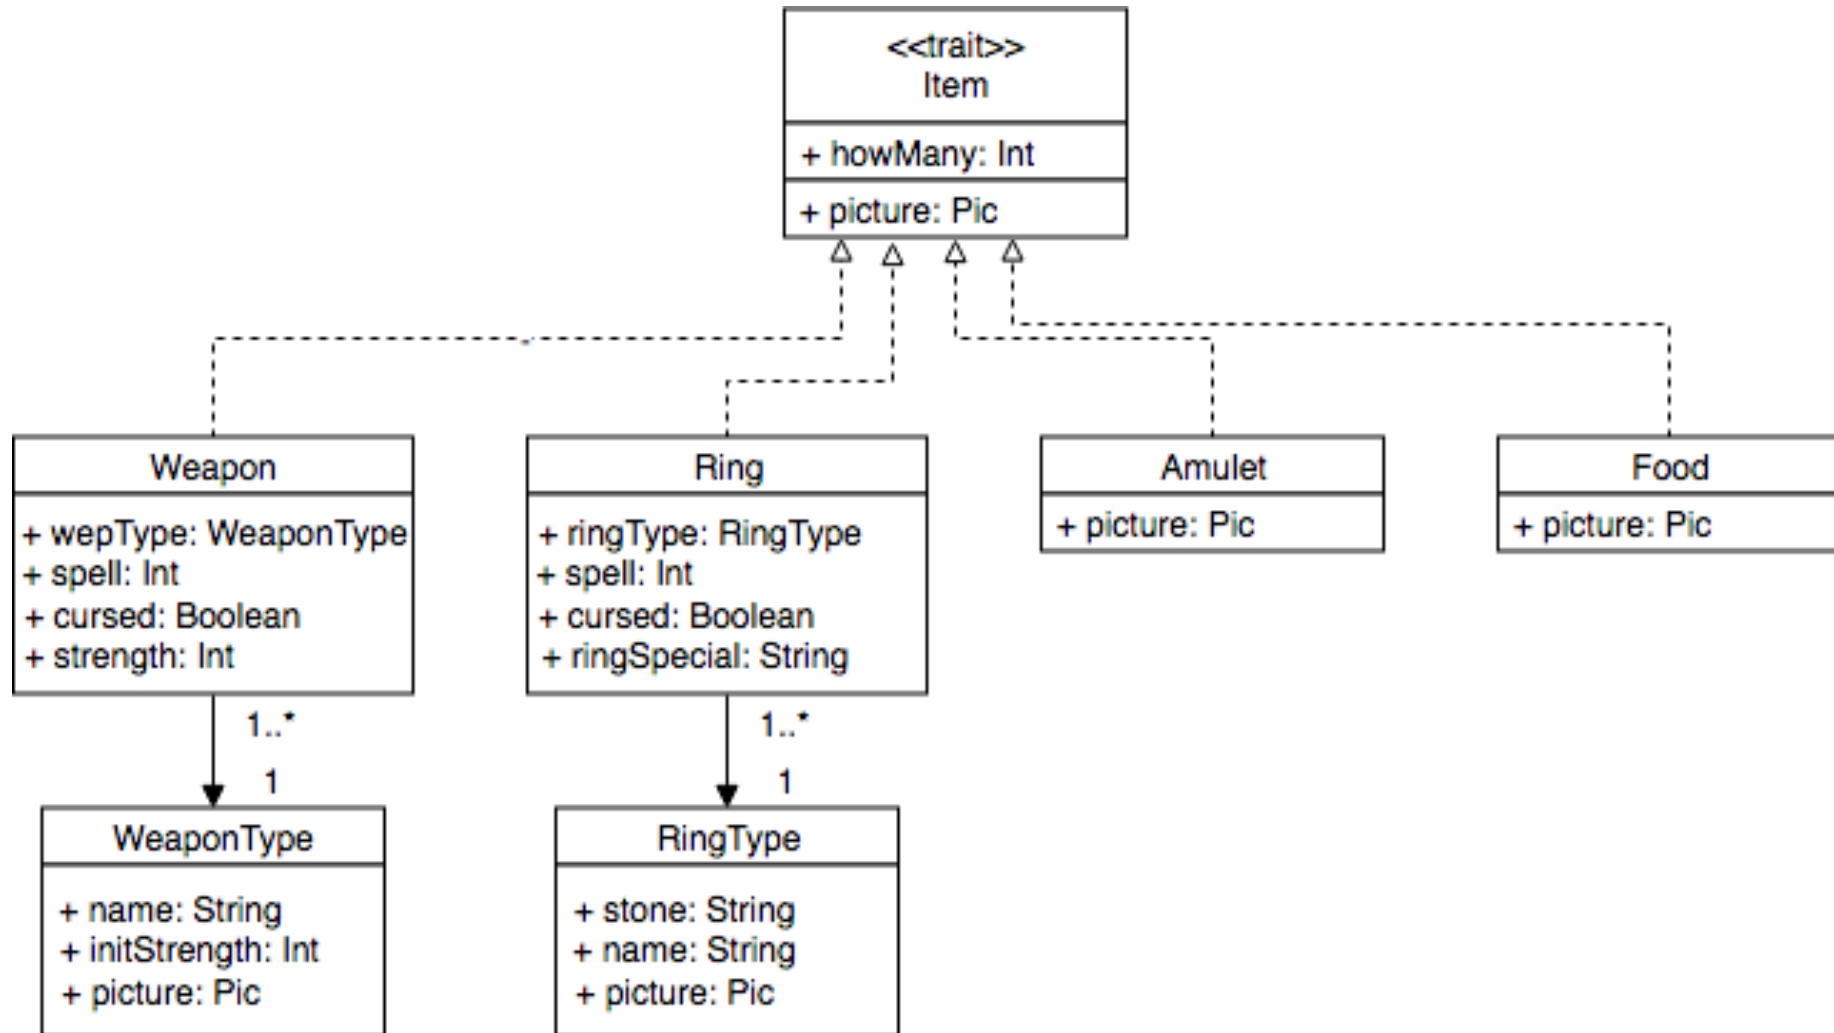 <<trait>>
Item
+ howMany: Int
+ picture: Pic
Weapon
+ wepType: WeaponType
+ spell: Int
+ cursed: Boolean
+ strength: Int
Ring
+ ringType: RingType
+ spell: Int
+ cursed: Boolean
+ ringSpecial: String
Amulet
+ picture: Pic
Food
+ picture: Pic
1..*
1
1..*
1
WeaponType
+ name: String
+ initStrength: Int
+ picture: Pic
RingType
+ stone: String
+ name: String
+ picture: Pic